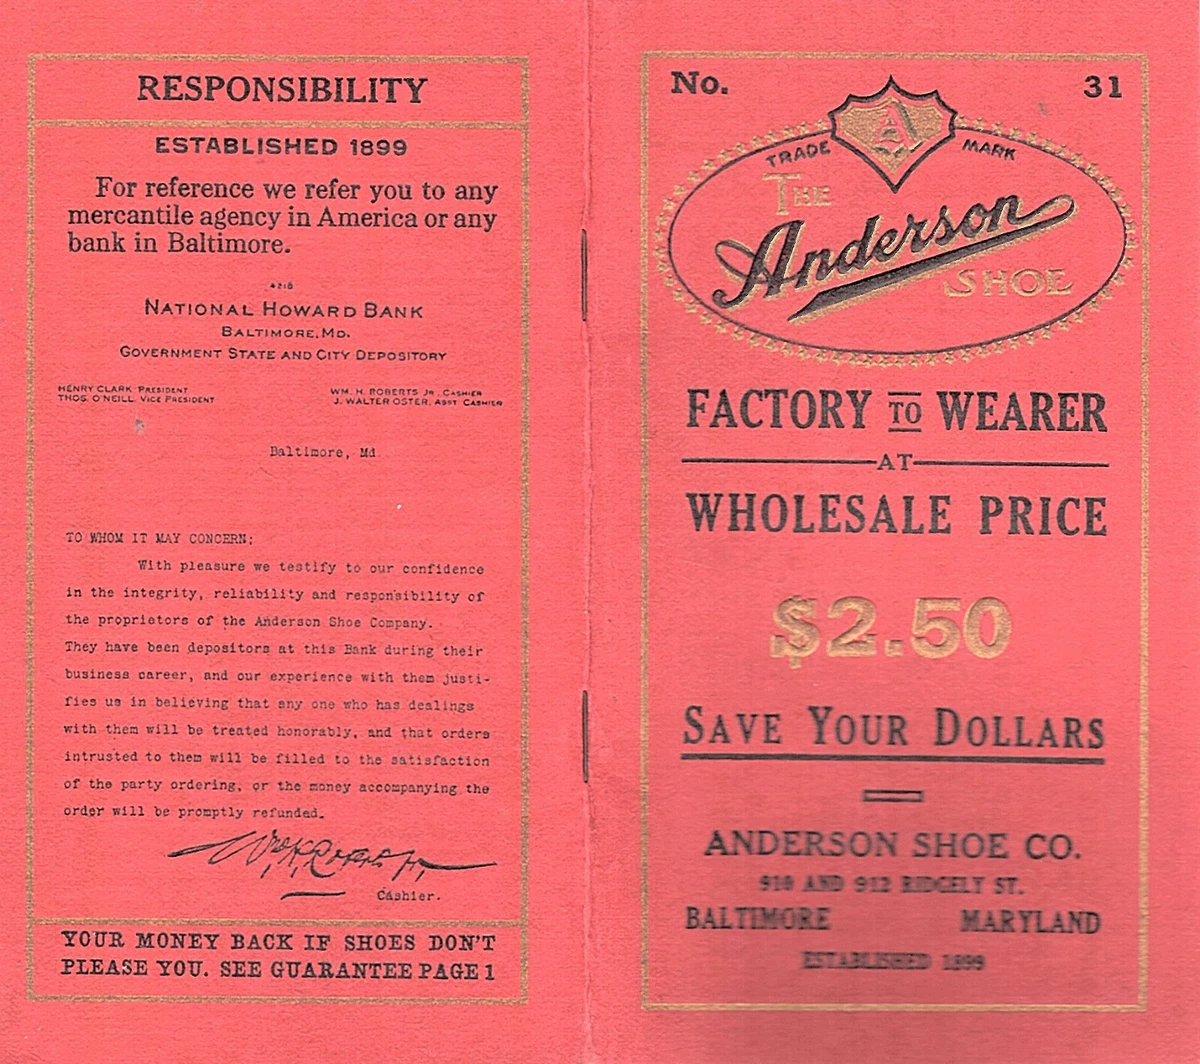 RESPONSIBILITY
ESTABLISHED 1899
For reference we refer you to any
mercantile agency in America or any
bank in Baltimore.
4218
NATIONAL HOWARD BANK
BALTIMORE, MD.
GOVERNMENT STATE AND CITY DEPOSITORY
HENRY CLARK PRESIDENT
THOS. O'NEILL, VICE PRESIDENT
WM. H. ROBERTS JR, CASHIER
J. WALTER OSTER, ASST CASHIER
Baltimore, Md
TO WHOM IT MAY CONCERN:
With pleasure we testify to our confidence
in the integrity, reliability and responsibility of
the proprietors of the Anderson Shoe Company.
They have been depositors at this Bank during their
business career, and our experience with them justi-
fies us in believing that any one who has dealings
with them will be treated honorably, and that orders
intrusted to them will be filled to the satisfaction
of the party ordering, or the money accompanying the
order will be promptly refunded.
Wm. H. Roberts Jr,
Cashier.
YOUR MONEY BACK IF SHOES DON'T
PLEASE YOU. SEE GUARANTEE PAGE 1
No. 31
A
TRADE MARK
THE
Anderson
SHOE
FACTORY TO WEARER
AT
WHOLESALE PRICE
$2.50
SAVE YOUR DOLLARS
ANDERSON SHOE CO.
910 AND 912 RIDGELY ST.
BALTIMORE MARYLAND
ESTABLISHED 1899